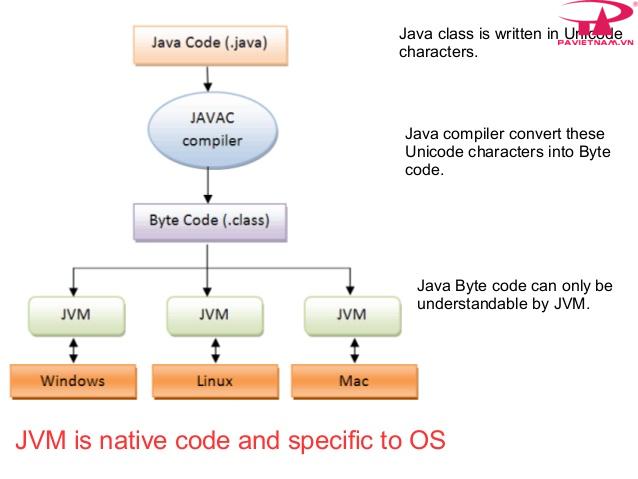 Java Code (.java)
Java class is written in Unicode
characters.
PAVIETNAM.VN
JAVAC
compiler
Java compiler convert these
Unicode characters into Byte
code.
Byte Code (.class)
Java Byte code can only be
understandable by JVM.
JVM
JVM
JVM
Windows
Linux
Mac
JVM is native code and specific to OS